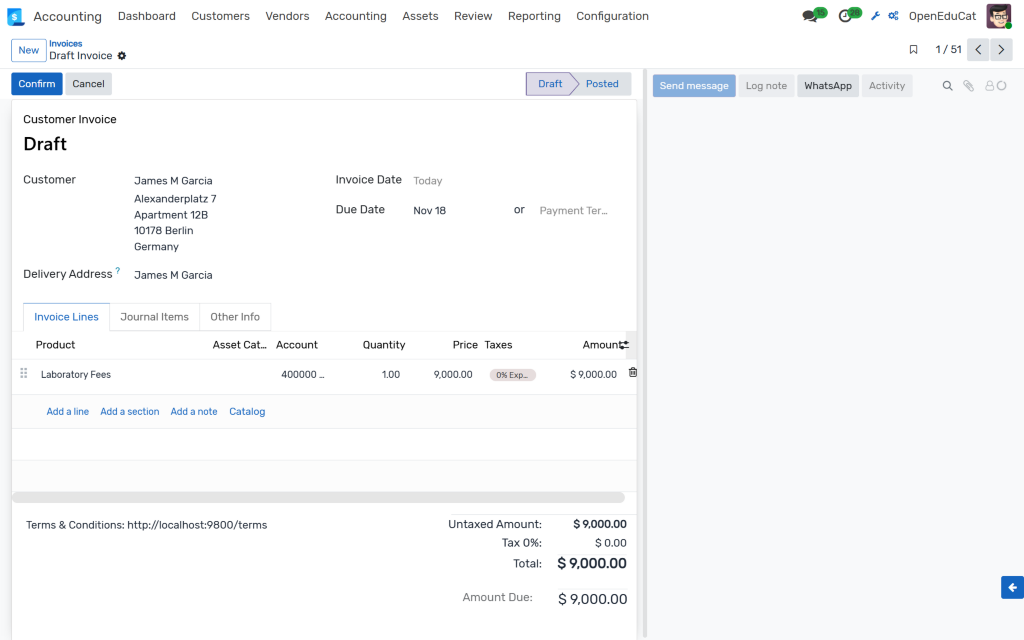 Accounting Dashboard Customers Vendors Accounting Assets Review Reporting Configuration 15 28 OpenEduCat
New Invoices
Draft Invoice
1 / 51
Confirm Cancel Draft Posted Send message Log note WhatsApp Activity
Customer Invoice
Draft
Customer James M Garcia Invoice Date Today
Alexanderplatz 7
Apartment 12B Due Date Nov 18 or Payment Ter...
10178 Berlin
Germany
Delivery Address ? James M Garcia
Invoice Lines Journal Items Other Info
Product Asset Cat... Account Quantity Price Taxes Amount
Laboratory Fees 400000 ... 1.00 9,000.00 0% Exp... $ 9,000.00
Add a line Add a section Add a note Catalog
Terms & Conditions: http://localhost:9800/terms Untaxed Amount: $ 9,000.00
Tax 0%: $ 0.00
Total: $ 9,000.00
Amount Due: $ 9,000.00